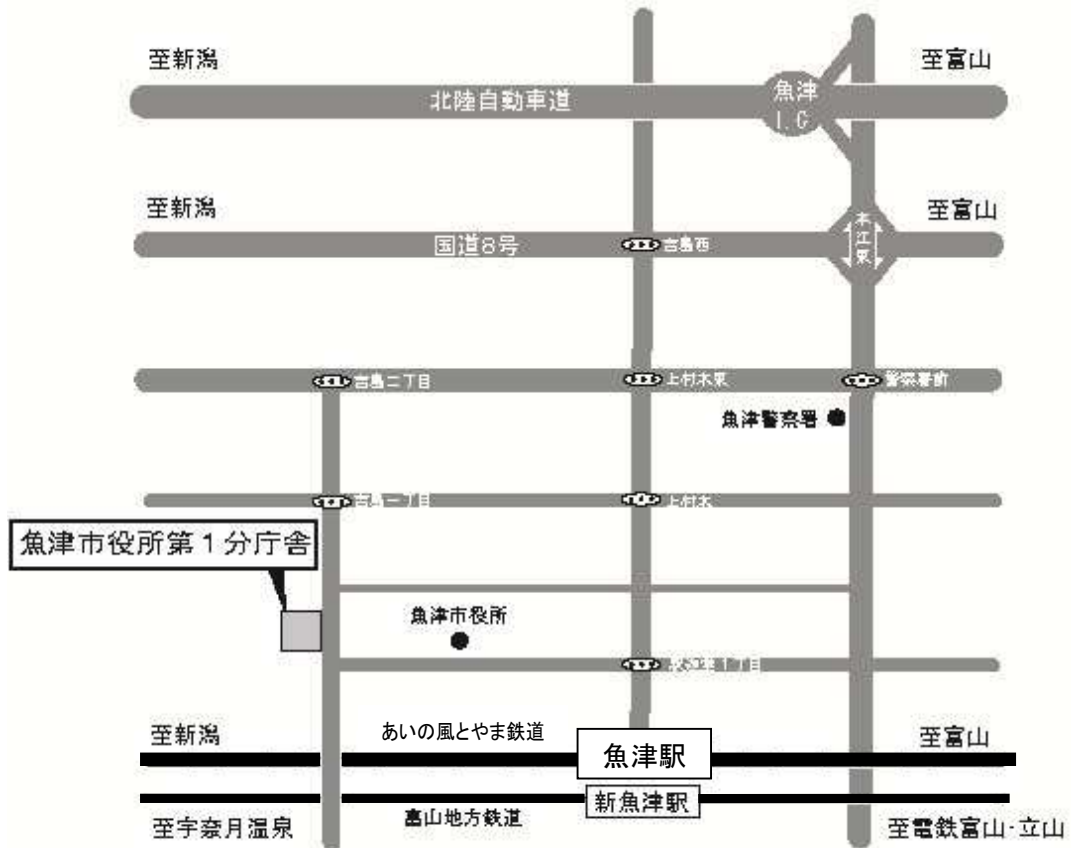 至新潟
至富山
北陸自動車道
魚津
I.C
至新潟
至富山
国道8号
吉島西
本江東
吉島二丁目
上村木東
警察署前
魚津警察署
吉島一丁目
上村木
魚津市役所第1分庁舎
魚津市役所
至新潟
あいの風とやま鉄道
魚津駅
至富山
新魚津駅
富山地方鉄道
至宇奈月温泉
至電鉄富山・立山